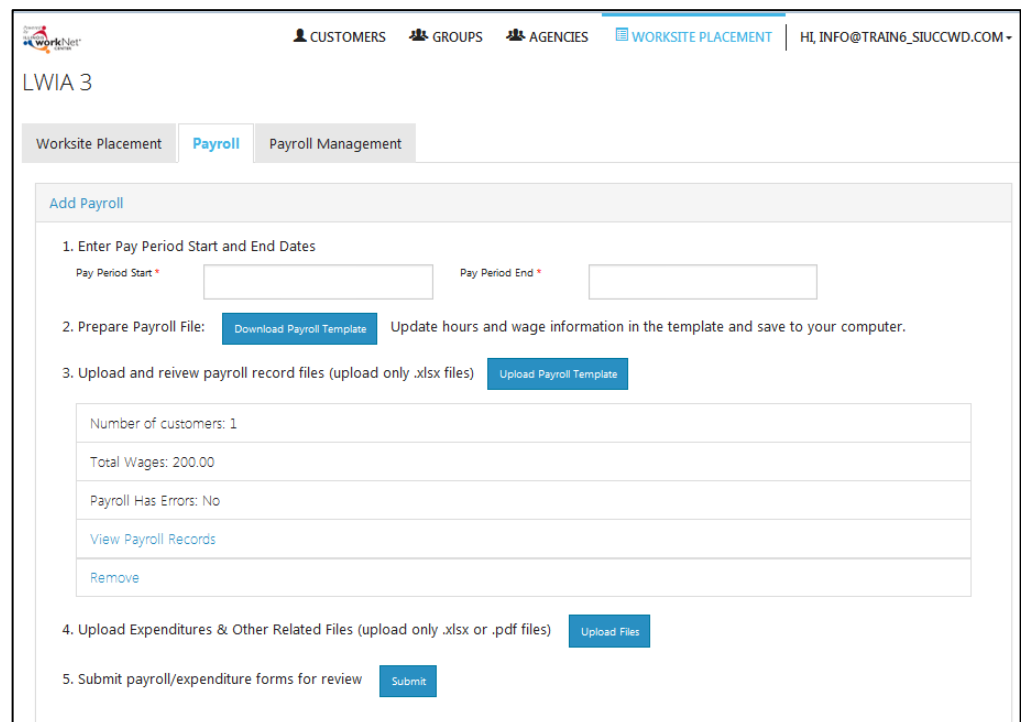 workNet
CENTER
CUSTOMERS GROUPS AGENCIES WORKSITE PLACEMENT HI, INFO@TRAIN6_SIUCCWD.COM
LWIA 3
Worksite Placement Payroll Payroll Management
Add Payroll
1. Enter Pay Period Start and End Dates
Pay Period Start * Pay Period End *
2. Prepare Payroll File: Download Payroll Template Update hours and wage information in the template and save to your computer.
3. Upload and reivew payroll record files (upload only .xlsx files) Upload Payroll Template
Number of customers: 1
Total Wages: 200.00
Payroll Has Errors: No
View Payroll Records
Remove
4. Upload Expenditures & Other Related Files (upload only .xlsx or .pdf files) Upload Files
5. Submit payroll/expenditure forms for review Submit